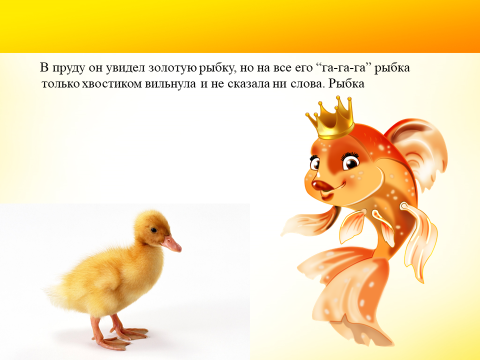 В пруду он увидел золотую рыбку, но на все его “га-га-га” рыбка
только хвостиком вильнула и не сказала ни слова. Рыбка